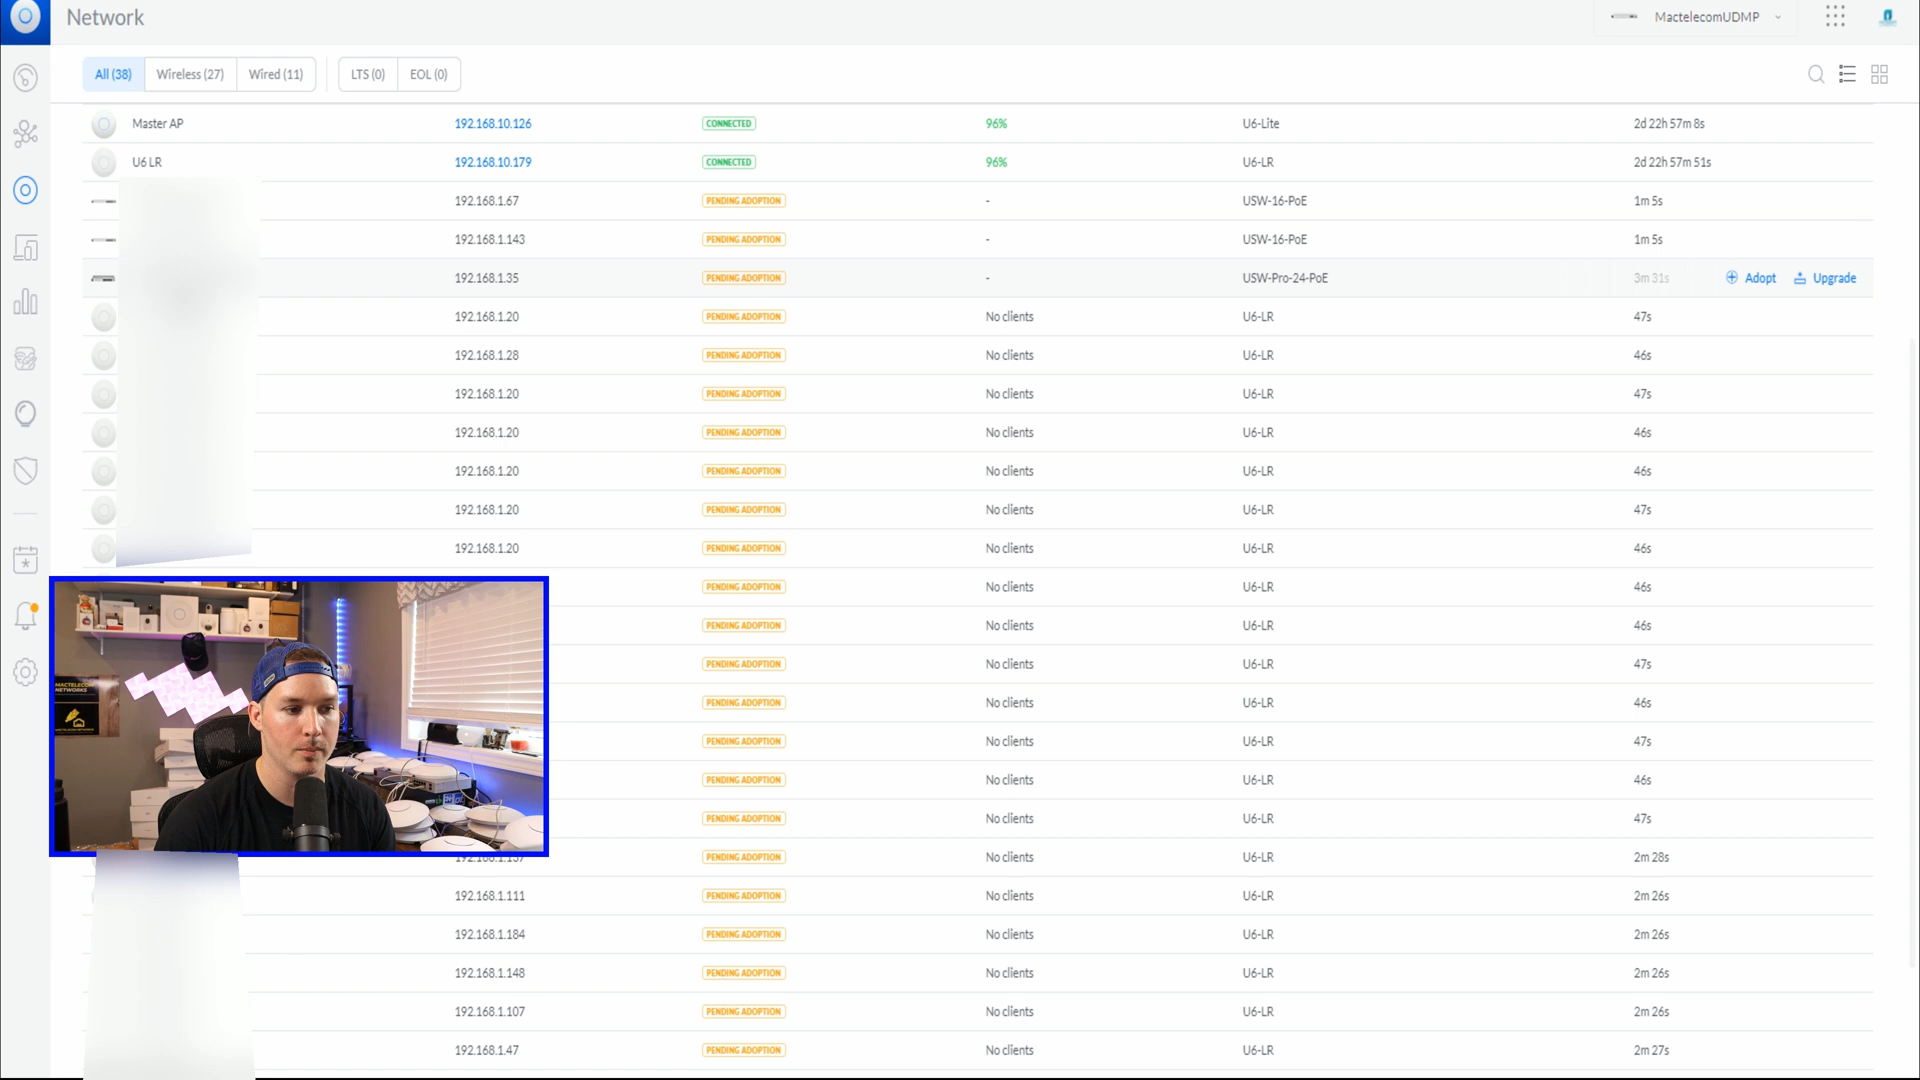 Network
MactelecomUDMP
All (38) Wireless (27) Wired (11) LTS (0) EOL (0)
Master AP 192.168.10.126 CONNECTED 96% U6-Lite 2d 22h 57m 8s
U6 LR 192.168.10.179 CONNECTED 96% U6-LR 2d 22h 57m 51s
192.168.1.67 PENDING ADOPTION - USW-16-PoE 1m 5s
192.168.1.143 PENDING ADOPTION - USW-16-PoE 1m 5s
192.168.1.35 PENDING ADOPTION - USW-Pro-24-PoE 3m 31s Adopt Upgrade
192.168.1.20 PENDING ADOPTION No clients U6-LR 47s
192.168.1.28 PENDING ADOPTION No clients U6-LR 46s
192.168.1.20 PENDING ADOPTION No clients U6-LR 47s
192.168.1.20 PENDING ADOPTION No clients U6-LR 46s
192.168.1.20 PENDING ADOPTION No clients U6-LR 46s
192.168.1.20 PENDING ADOPTION No clients U6-LR 47s
192.168.1.20 PENDING ADOPTION No clients U6-LR 46s
PENDING ADOPTION No clients U6-LR 46s
PENDING ADOPTION No clients U6-LR 46s
PENDING ADOPTION No clients U6-LR 47s
PENDING ADOPTION No clients U6-LR 46s
PENDING ADOPTION No clients U6-LR 47s
PENDING ADOPTION No clients U6-LR 46s
PENDING ADOPTION No clients U6-LR 47s
MACTELECOM
NETWORKS
PENDING ADOPTION No clients U6-LR 2m 28s
192.168.1.111 PENDING ADOPTION No clients U6-LR 2m 26s
192.168.1.184 PENDING ADOPTION No clients U6-LR 2m 26s
192.168.1.148 PENDING ADOPTION No clients U6-LR 2m 26s
192.168.1.107 PENDING ADOPTION No clients U6-LR 2m 26s
192.168.1.47 PENDING ADOPTION No clients U6-LR 2m 27s